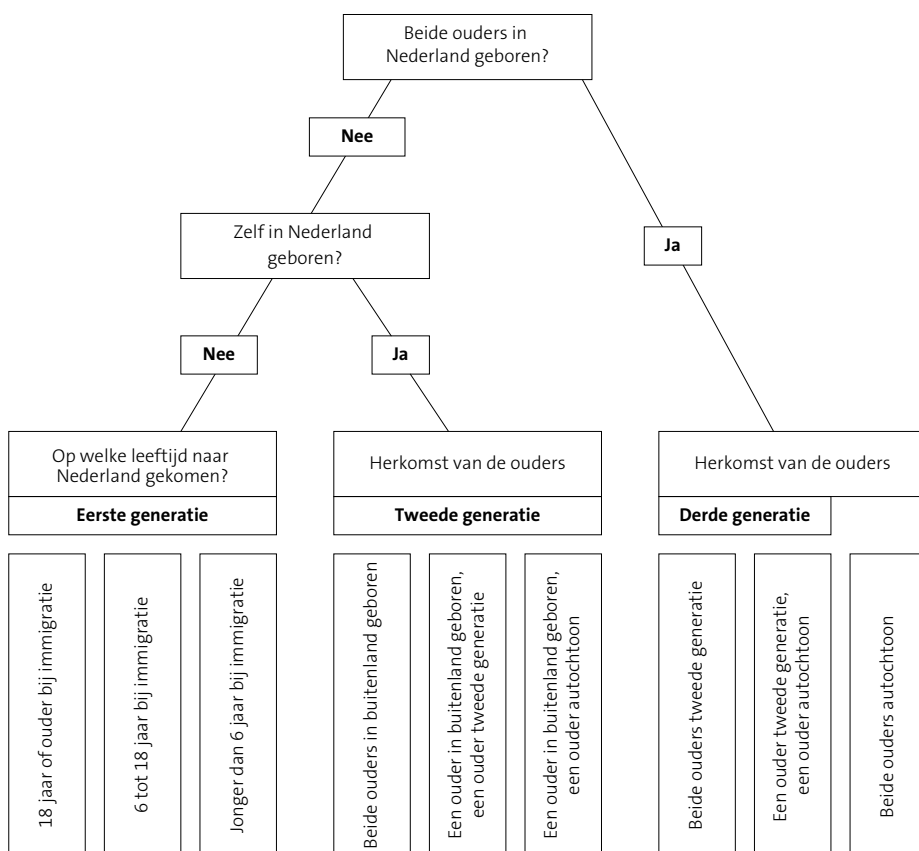 Beide ouders in
Nederland geboren?
Nee
Ja
Zelf in Nederland
geboren?
Nee
Ja
Op welke leeftijd naar
Nederland gekomen?
Eerste generatie
Herkomst van de ouders
Tweede generatie
Herkomst van de ouders
Derde generatie
18 jaar of ouder bij immigratie
6 tot 18 jaar bij immigratie
Jonger dan 6 jaar bij immigratie
Beide ouders in buitenland geboren
Een ouder in buitenland geboren,
een ouder tweede generatie
Een ouder in buitenland geboren,
een ouder autochtoon
Beide ouders tweede generatie
Een ouder tweede generatie,
een ouder autochtoon
Beide ouders autochtoon